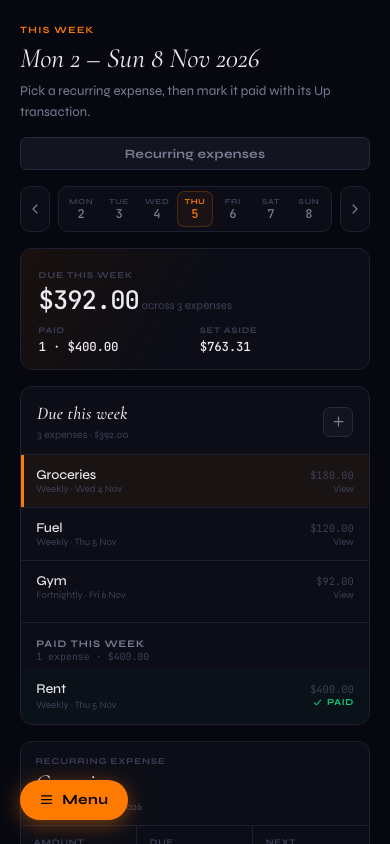 THIS WEEK
Mon 2 – Sun 8 Nov 2026
Pick a recurring expense, then mark it paid with its Up
transaction.
Recurring expenses
MON TUE WED THU FRI SAT SUN
2 3 4 5 6 7 8
DUE THIS WEEK
$392.00 across 3 expenses
PAID SET ASIDE
1 · $400.00 $763.31
Due this week
3 expenses · $392.00
Groceries $180.00
Weekly · Wed 4 Nov View
Fuel $120.00
Weekly · Thu 5 Nov View
Gym $92.00
Fortnightly · Fri 6 Nov View
PAID THIS WEEK
1 expense · $400.00
Rent $400.00
Weekly · Thu 5 Nov ✓ PAID
RECURRING EXPENSE
Menu
AMOUNT DUE NEXT